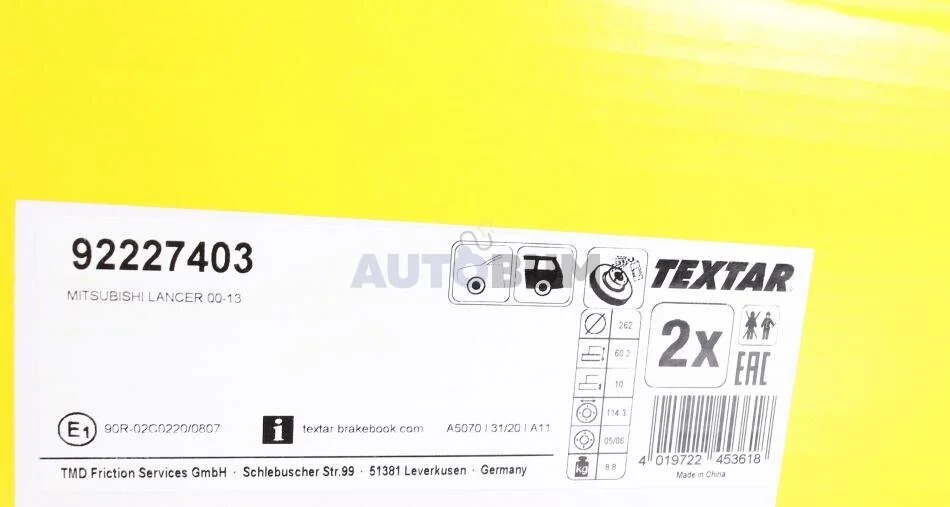 92227403
MITSUBISHI LANCER 00-13
AUTOBAM
TEXTAR
262
60.2
10
114.3
05/06
kg 8.8
2x
EAC
E1 90R-02C0220/0807
i textar brakebook com A5070 | 31/20 | A11
4 019722 453618
Made in China
TMD Friction Services GmbH · Schlebuscher Str.99 · 51381 Leverkusen · Germany